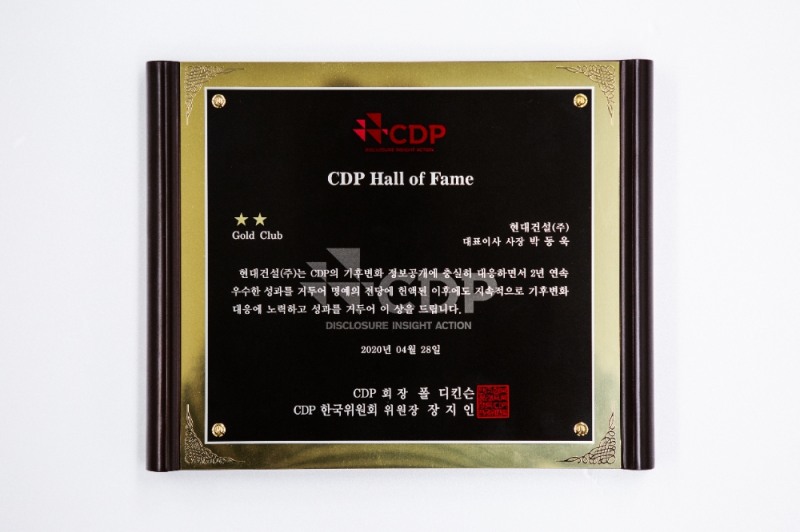 CDP
DISCLOSURE INSIGHT ACTION
CDP Hall of Fame
★★
Gold Club
현대건설(주)
대표이사 사장 박 동 욱
현대건설(주)는 CDP의 기후변화 정보공개에 충실히 대응하면서 2년 연속
우수한 성과를 거두어 명예의 전당에 헌액된 이후에도 지속적으로 기후변화
대응에 노력하고 성과를 거두어 이 상을 드립니다.
CDP
DISCLOSURE INSIGHT ACTION
2020년 04월 28일
CDP 회 장 폴 디킨슨
CDP 한국위원회 위원장 장 지 인